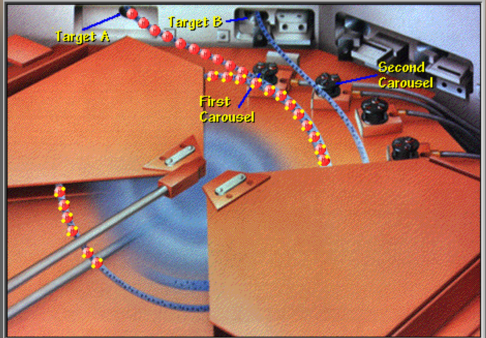 Target A
Target B
Second
Carousel
First
Carousel